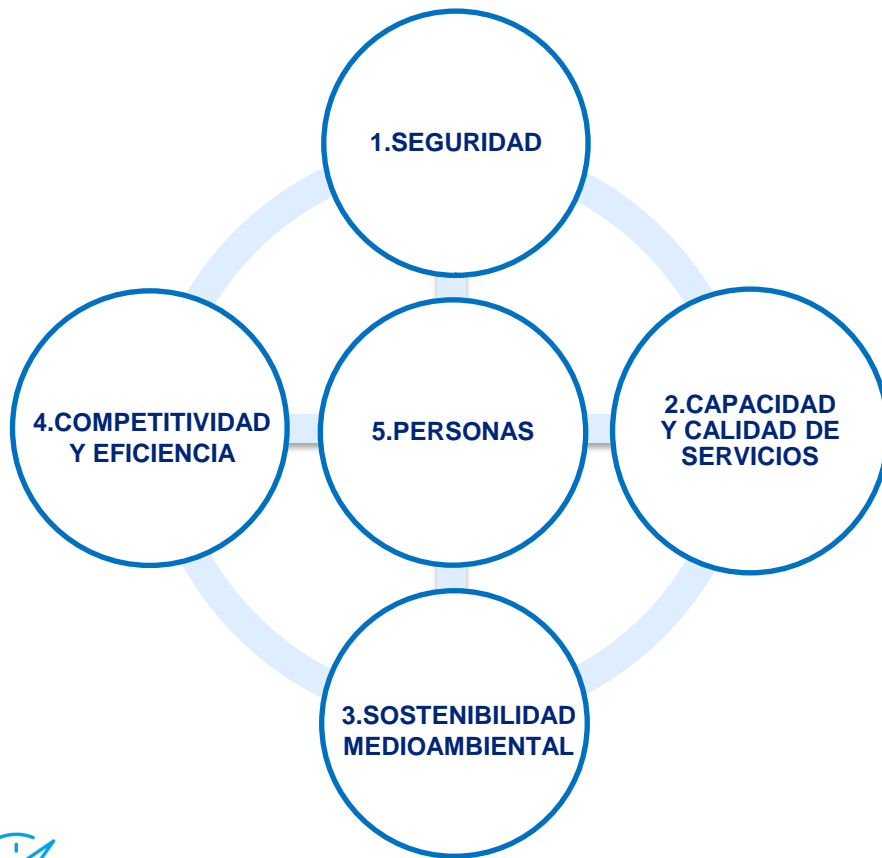 1.SEGURIDAD
4.COMPETITIVIDAD
Y EFICIENCIA
5.PERSONAS
2.CAPACIDAD
Y CALIDAD DE
SERVICIOS
3.SOSTENIBILIDAD
MEDIOAMBIENTAL